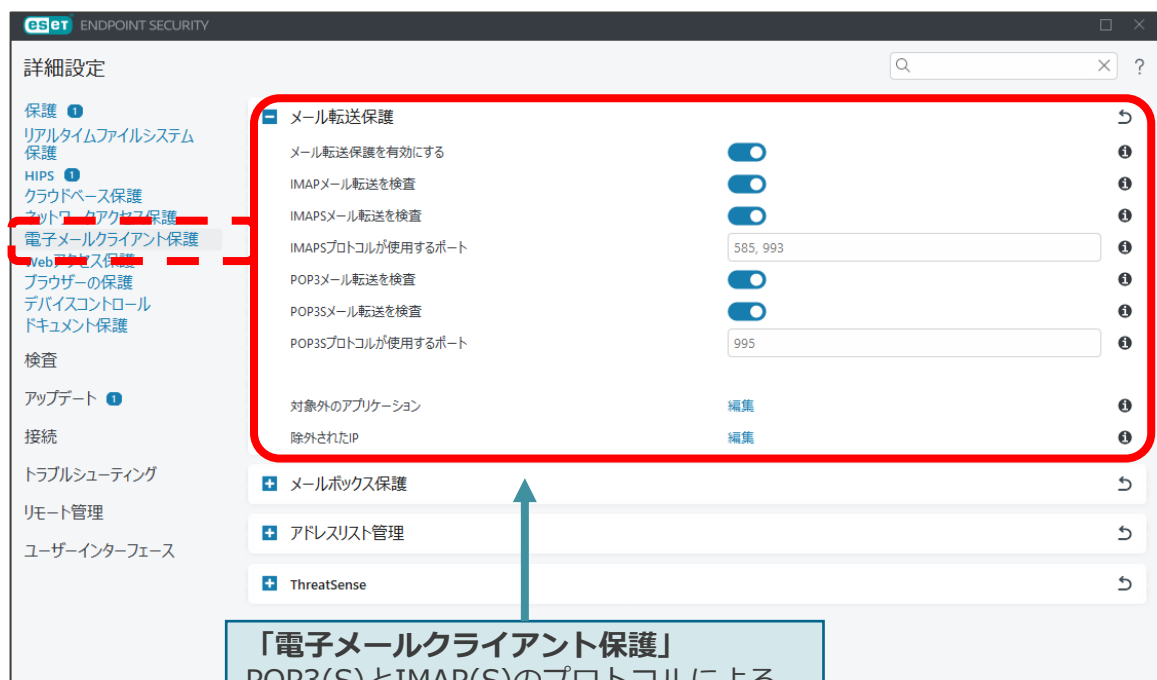 eset ENDPOINT SECURITY
詳細設定
?
保護 1
リアルタイムファイルシステム
保護
HIPS 1
クラウドベース保護
ネットワークアクセス保護
電子メールクライアント保護
Webアクセス保護
ブラウザーの保護
デバイスコントロール
ドキュメント保護
検査
アップデート 1
接続
トラブルシューティング
リモート管理
ユーザーインターフェース
メール転送保護
メール転送保護を有効にする
IMAPメール転送を検査
IMAPSメール転送を検査
IMAPSプロトコルが使用するポート 585, 993
POP3メール転送を検査
POP3Sメール転送を検査
POP3Sプロトコルが使用するポート 995
対象外のアプリケーション 編集
除外されたIP 編集
メールボックス保護
アドレスリスト管理
ThreatSense
「電子メールクライアント保護」
POP3(S)とIMAP(S)のプロトコルによる